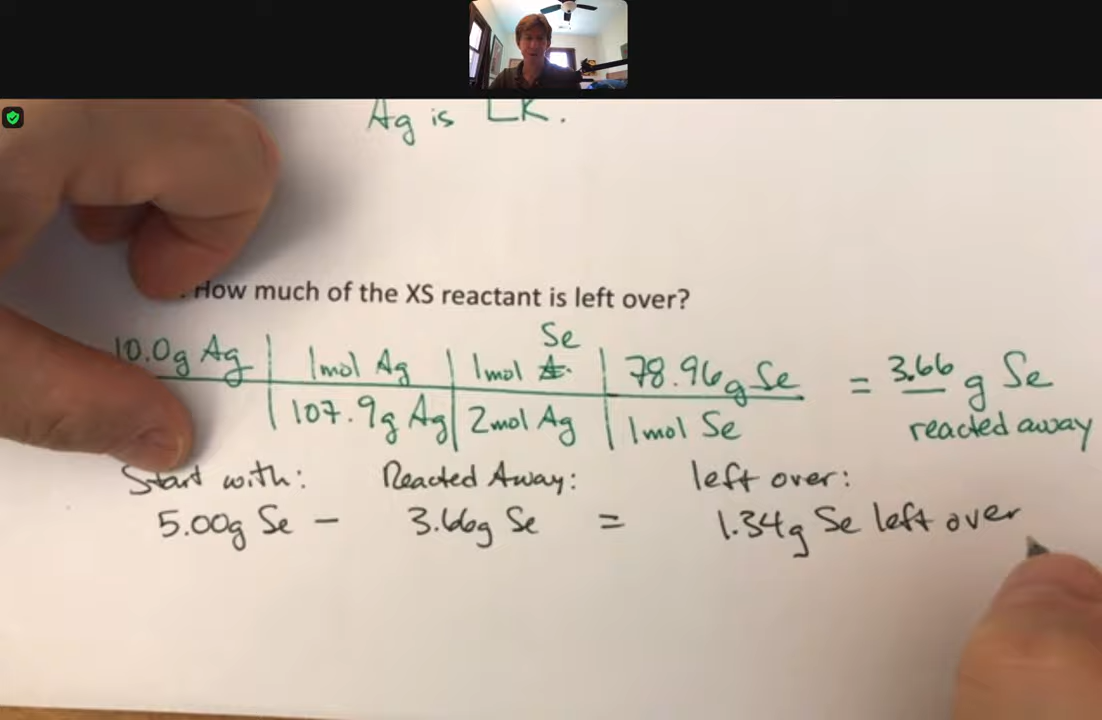 Ag is LR.
How much of the XS reactant is left over?
Se
10.0g Ag 1mol Ag 1mol 78.96g Se = 3.66 g Se
107.9g Ag 2mol Ag 1mol Se reacted away
Start with: Reacted Away: left over:
5.00g Se - 3.66g Se = 1.34g Se left over